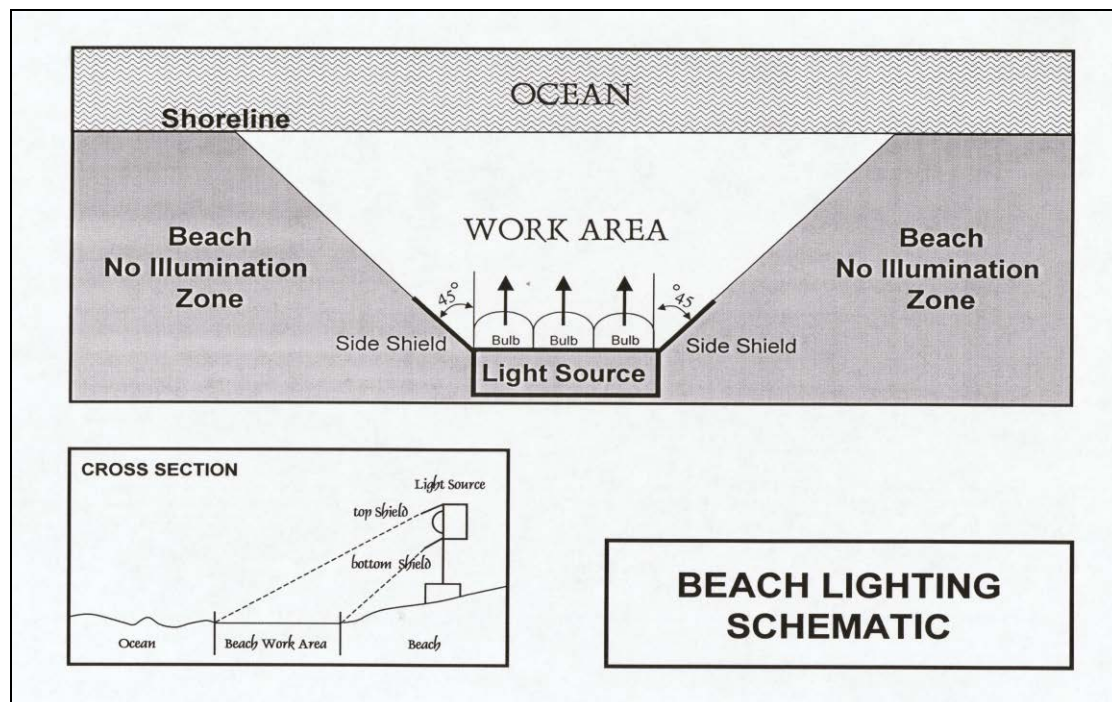 OCEAN
Shoreline
WORK AREA
Beach
No Illumination
Zone
Beach
No Illumination
Zone
45°
°45
Side Shield
Bulb
Bulb
Bulb
Side Shield
Light Source
CROSS SECTION
Light Source
top Shield
bottom Shield
Ocean
Beach Work Area
Beach
BEACH LIGHTING
SCHEMATIC